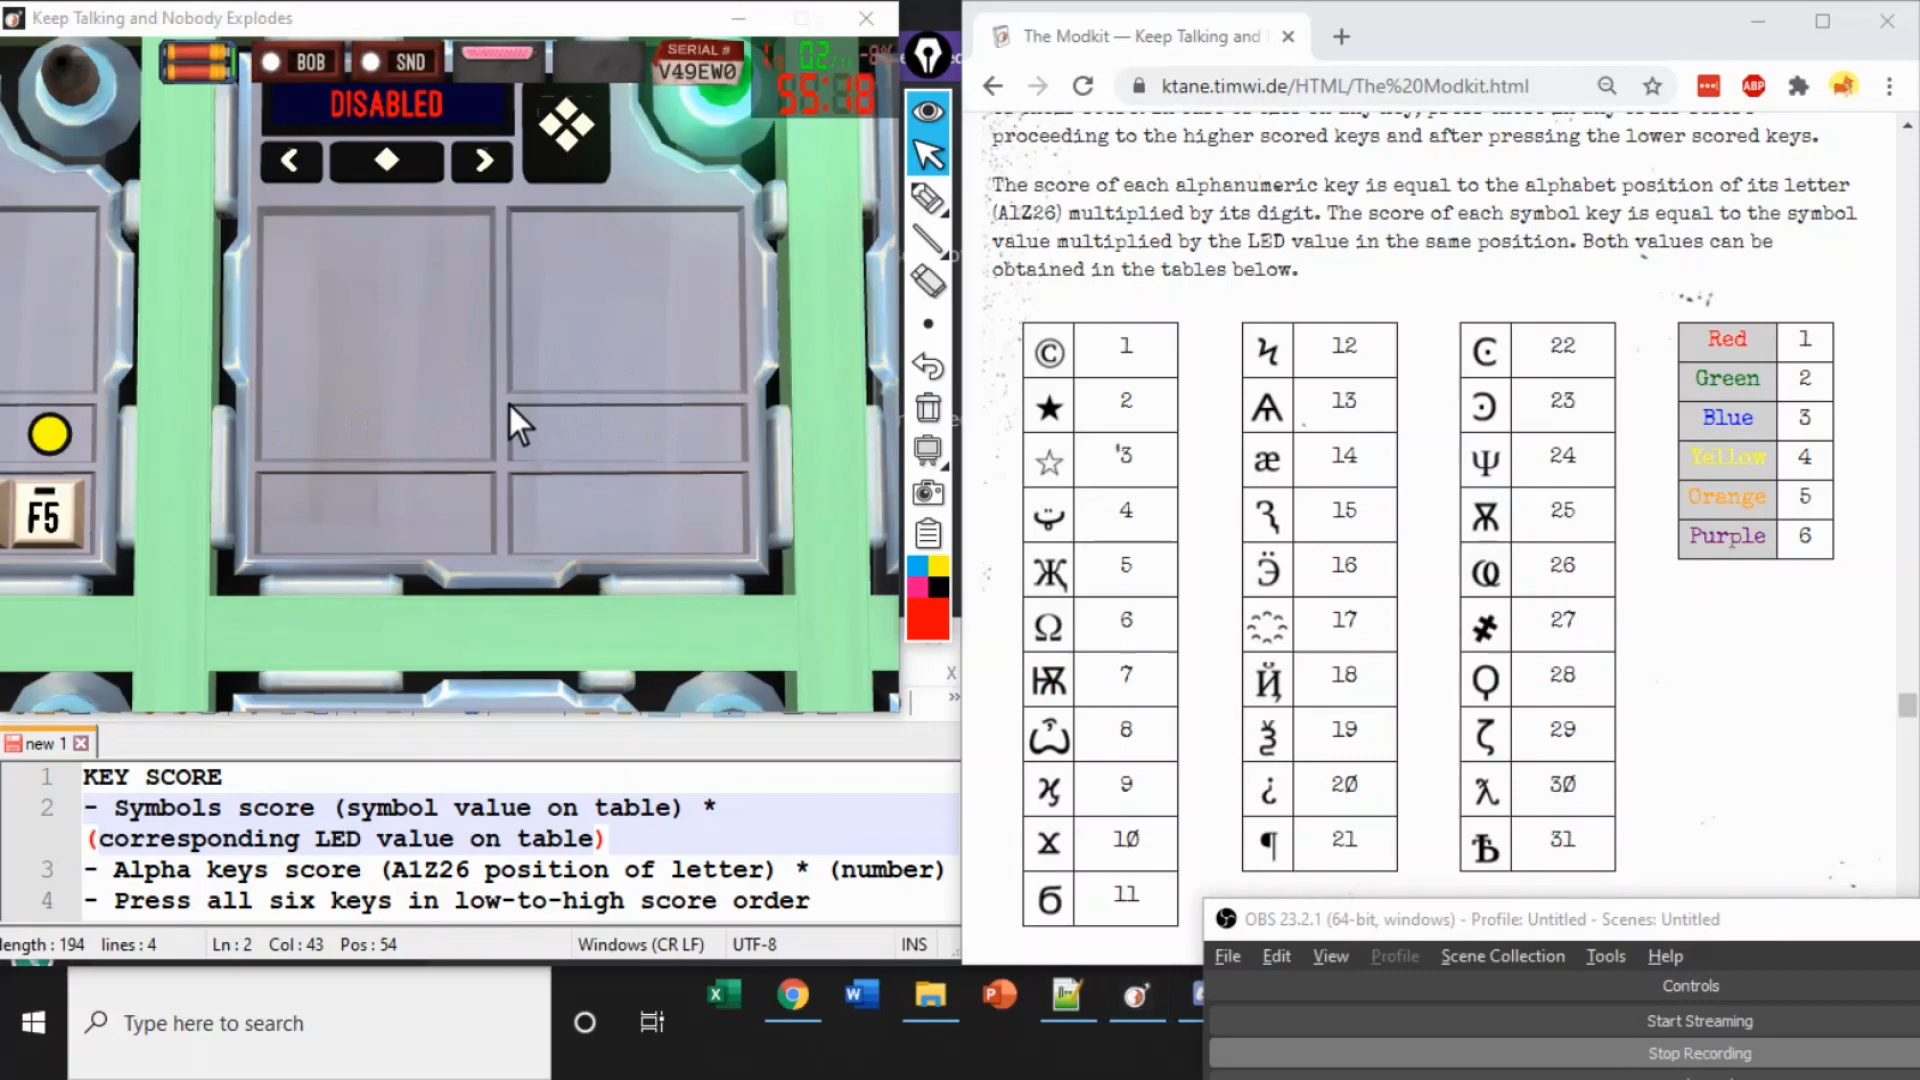 Keep Talking and Nobody Explodes
BOB
SND
SERIAL #
V49EW0
55:18
DISABLED
F5
The Modkit — Keep Talking and
ktane.timwi.de/HTML/The%20Modkit.html
ABP
proceeding to the higher scored keys and after pressing the lower scored keys.
The score of each alphanumeric key is equal to the alphabet position of its letter
(A1Z26) multiplied by its digit. The score of each symbol key is equal to the symbol
value multiplied by the LED value in the same position. Both values can be
obtained in the tables below.
© 1
★ 2
☆ 3
ټ 4
Җ 5
Ω 6
Ѭ 7
Ѽ 8
ϗ 9
ϰ 10
б 11
Ϟ 12
Ѧ 13
æ 14
Ԇ 15
Ӭ 16
҈ 17
Ҋ 18
Ѯ 19
¿ 20
¶ 21
Ͼ 22
Ͽ 23
Ψ 24
Ѫ 25
Ҩ 26
҂ 27
Ϙ 28
ζ 29
ƛ 30
Ѣ 31
Red 1
Green 2
Blue 3
Yellow 4
Orange 5
Purple 6
new 1
1 KEY SCORE
2 - Symbols score (symbol value on table) *
(corresponding LED value on table)
3 - Alpha keys score (A1Z26 position of letter) * (number)
4 - Press all six keys in low-to-high score order
length : 194 lines : 4 Ln : 2 Col : 43 Pos : 54 Windows (CR LF) UTF-8 INS
OBS 23.2.1 (64-bit, windows) - Profile: Untitled - Scenes: Untitled
File Edit View Profile Scene Collection Tools Help
Controls
Start Streaming
Stop Recording
Type here to search